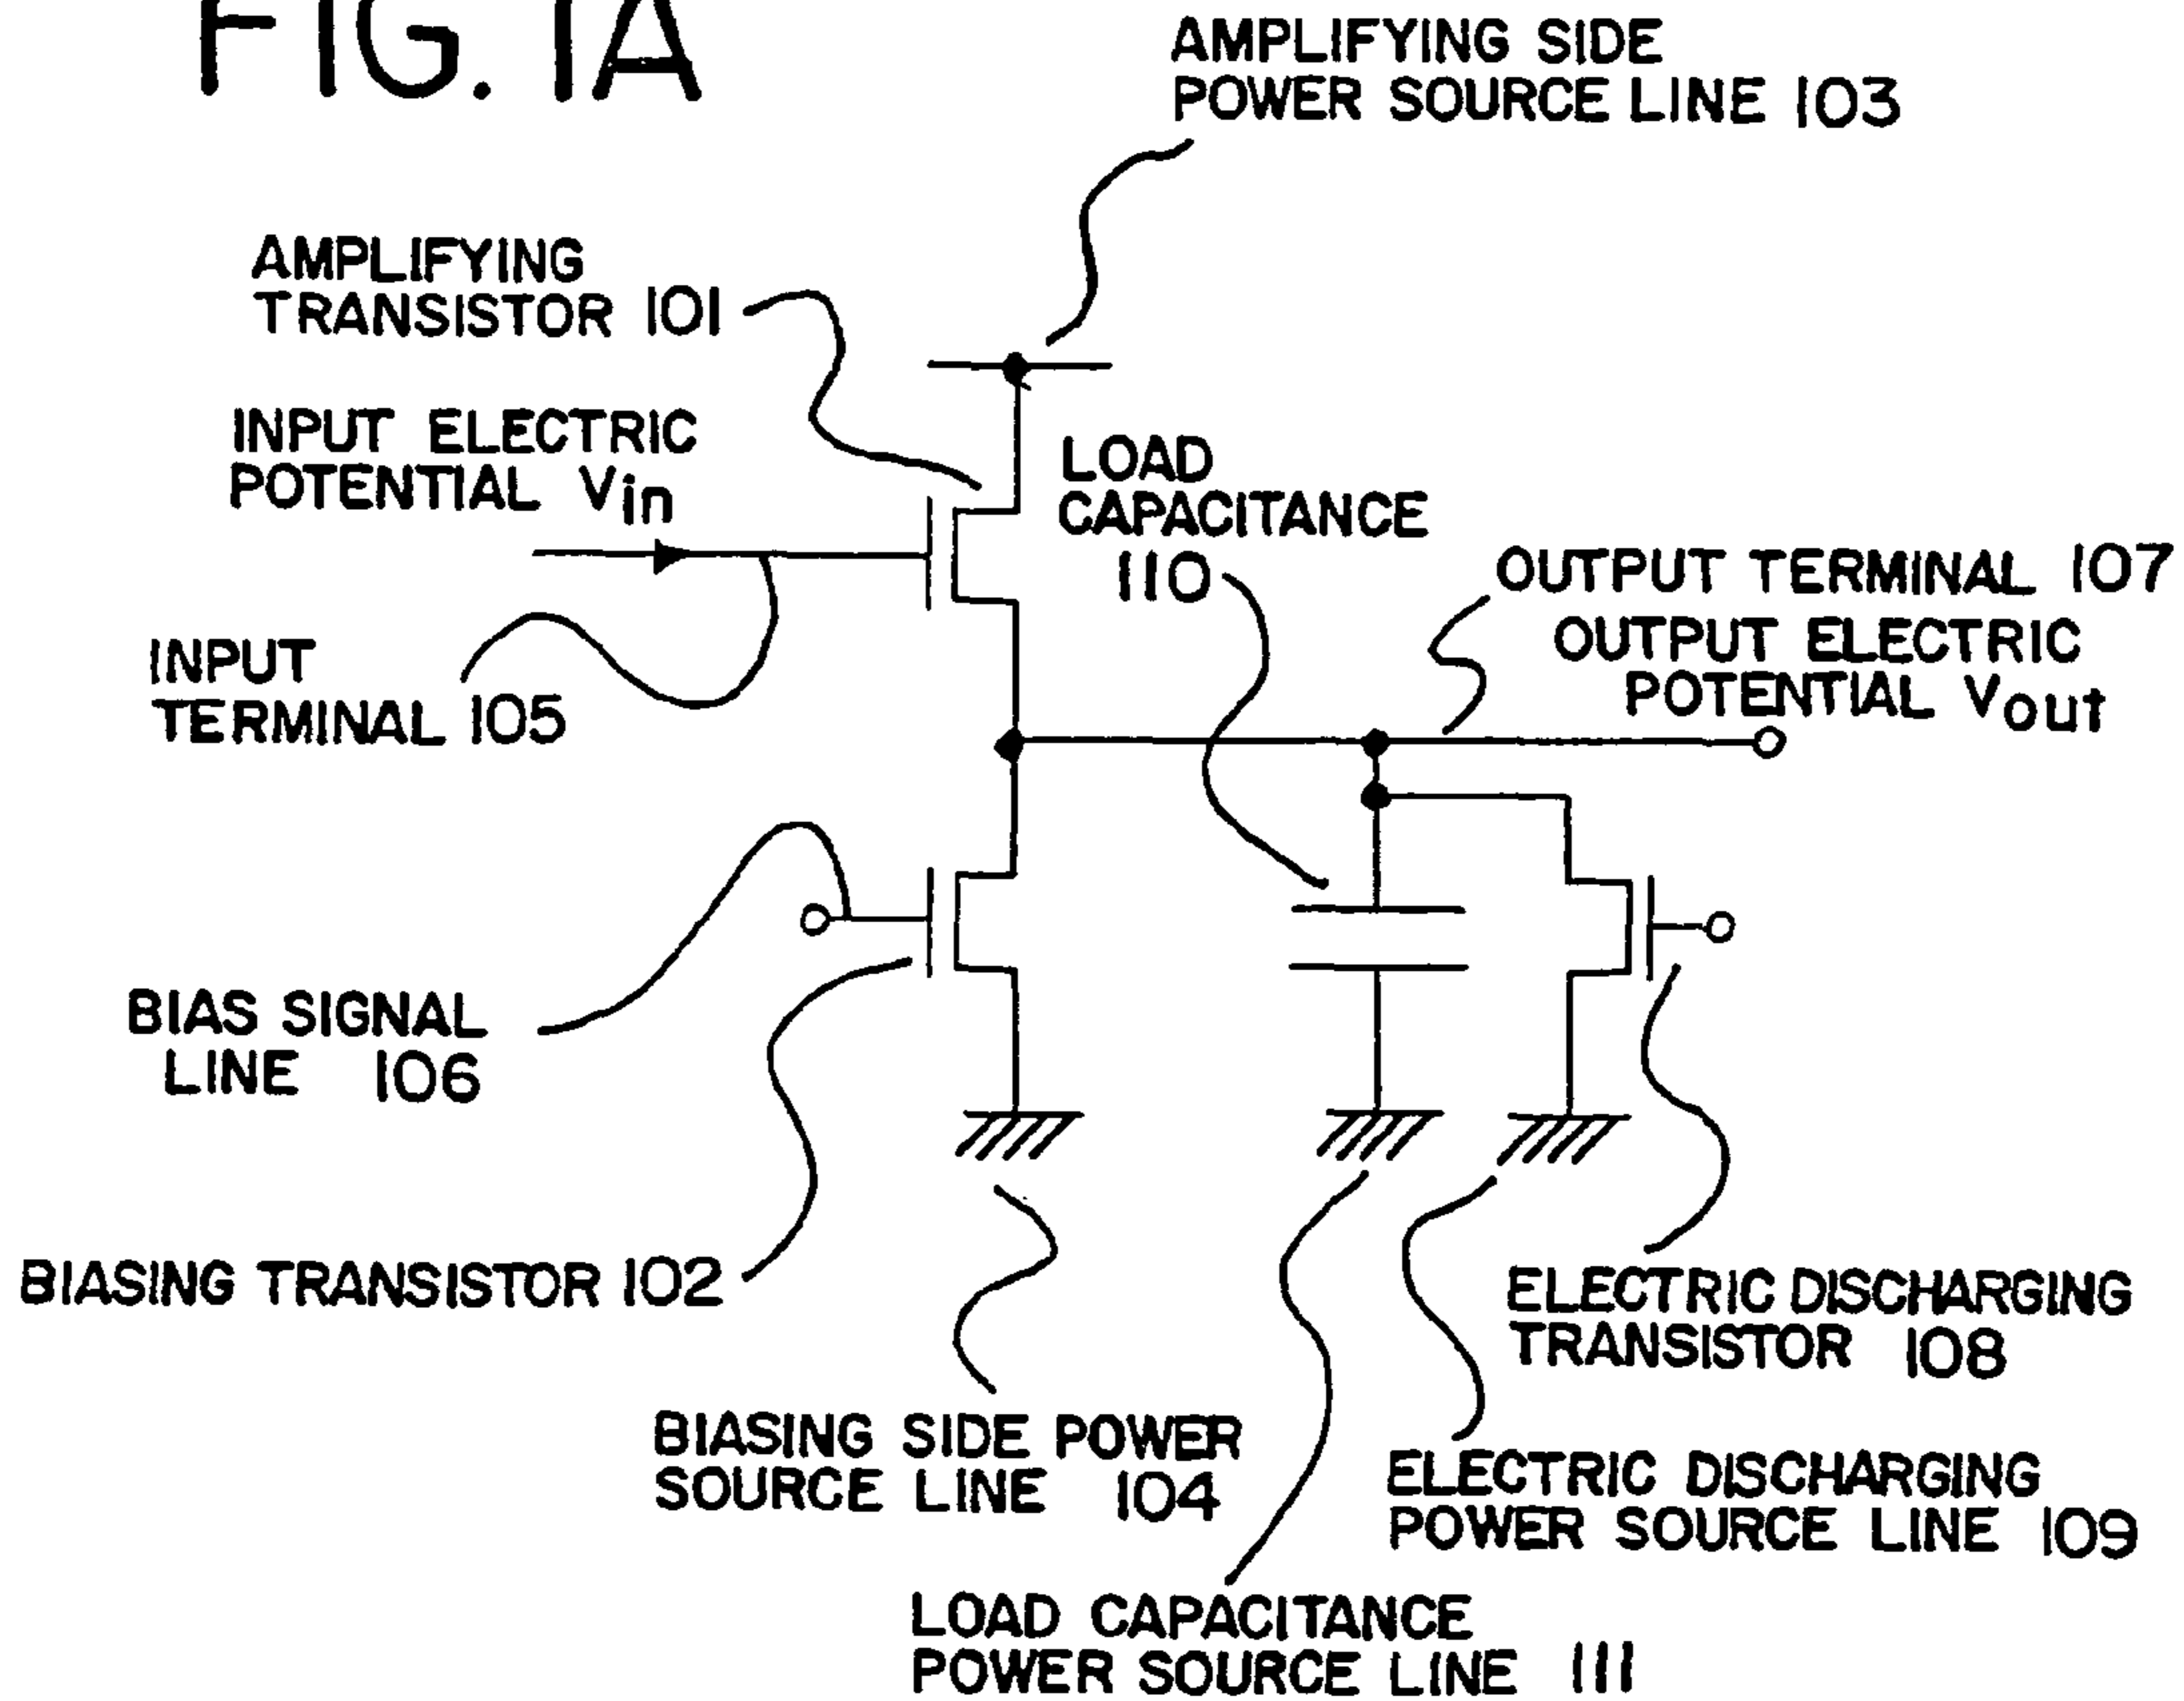 FIG. 1A
AMPLIFYING SIDE
POWER SOURCE LINE 103
AMPLIFYING
TRANSISTOR 101
INPUT ELECTRIC
POTENTIAL Vin
LOAD
CAPACITANCE
110
OUTPUT TERMINAL 107
OUTPUT ELECTRIC
POTENTIAL Vout
INPUT
TERMINAL 105
BIAS SIGNAL
LINE 106
BIASING TRANSISTOR 102
ELECTRIC DISCHARGING
TRANSISTOR 108
BIASING SIDE POWER
SOURCE LINE 104
ELECTRIC DISCHARGING
POWER SOURCE LINE 109
LOAD CAPACITANCE
POWER SOURCE LINE 111